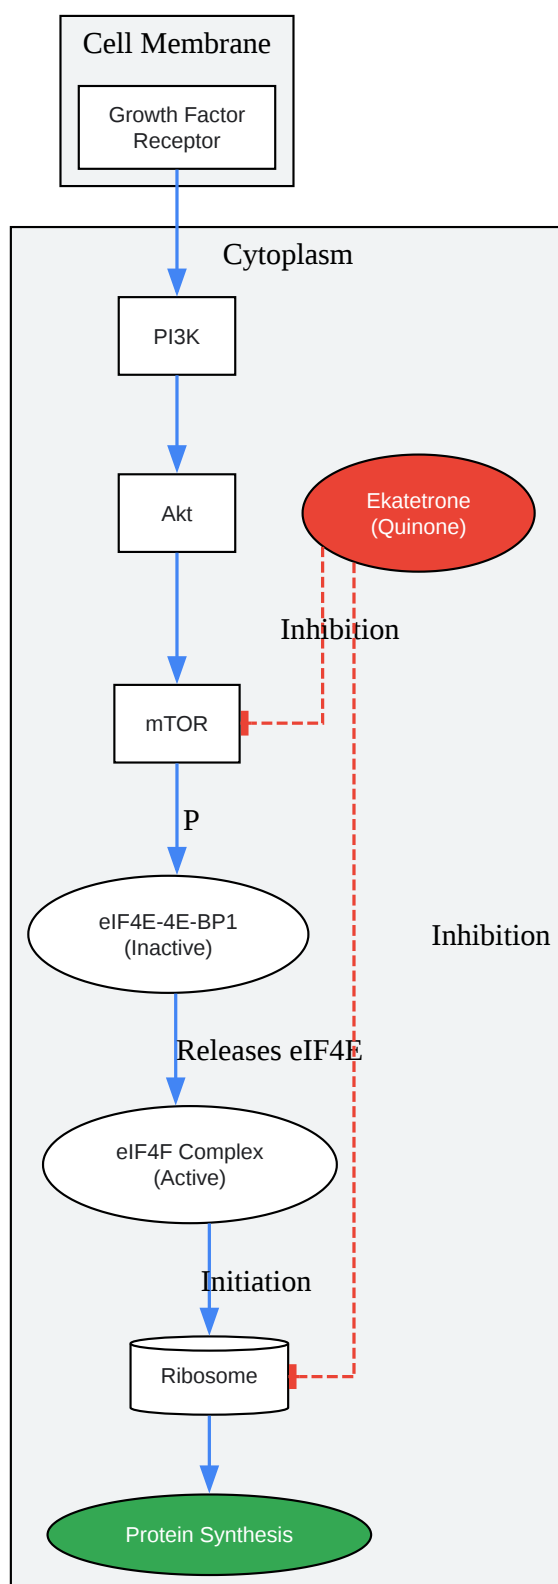 Cell Membrane
Growth Factor
Receptor
Cytoplasm
PI3K
Akt
Ekatetrone
(Quinone)
Inhibition
mTOR
P
eIF4E-4E-BP1
(Inactive)
Inhibition
Releases eIF4E
eIF4F Complex
(Active)
Initiation
Ribosome
Protein Synthesis